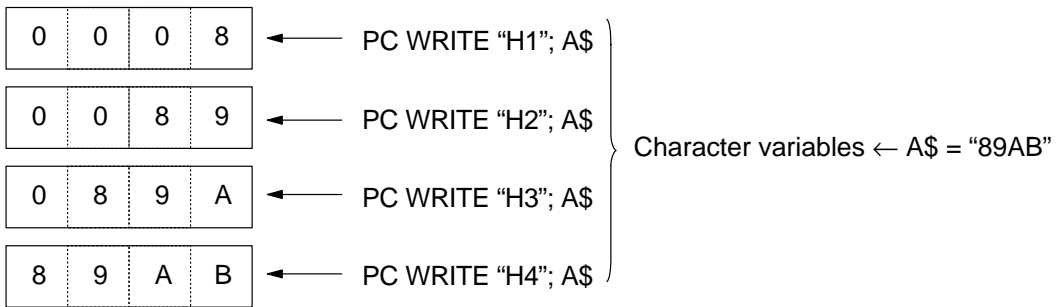 0 0 0 8 PC WRITE “H1”; A$
0 0 8 9 PC WRITE “H2”; A$
Character variables ← A$ = “89AB”
0 8 9 A PC WRITE “H3”; A$
8 9 A B PC WRITE “H4”; A$